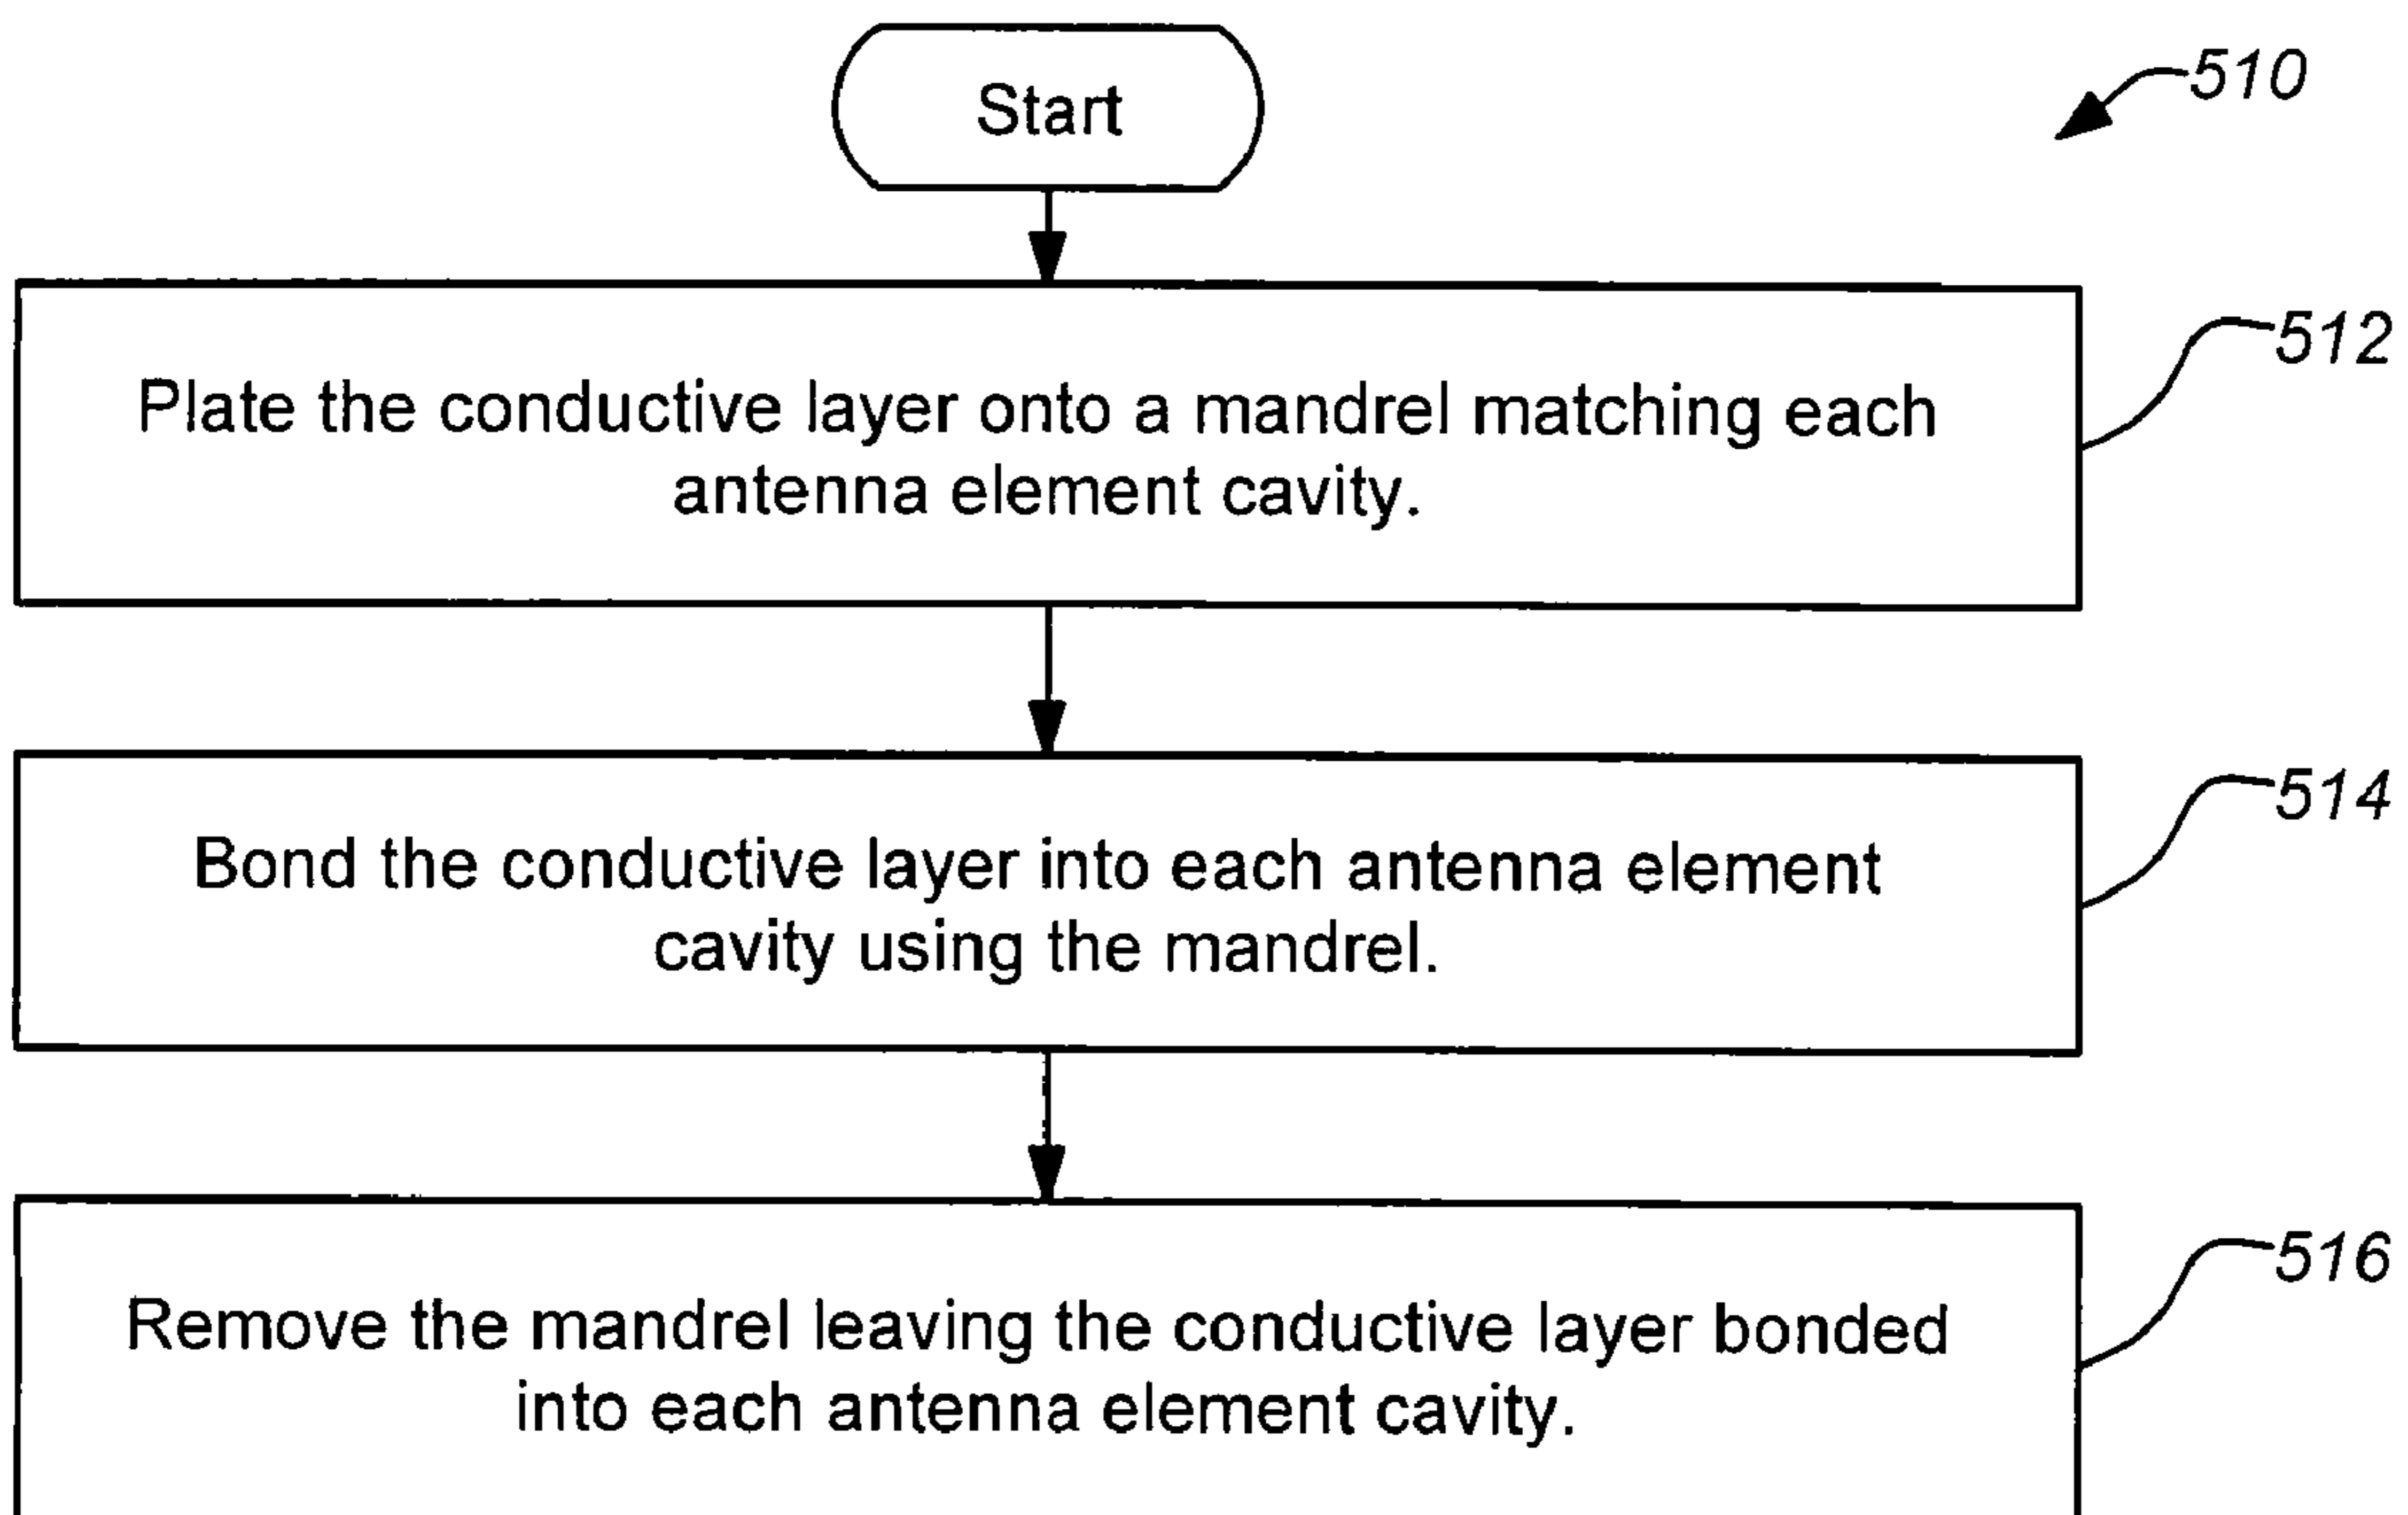 Start
510
Plate the conductive layer onto a mandrel matching each
antenna element cavity.
512
Bond the conductive layer into each antenna element
cavity using the mandrel.
514
Remove the mandrel leaving the conductive layer bonded
into each antenna element cavity.
516